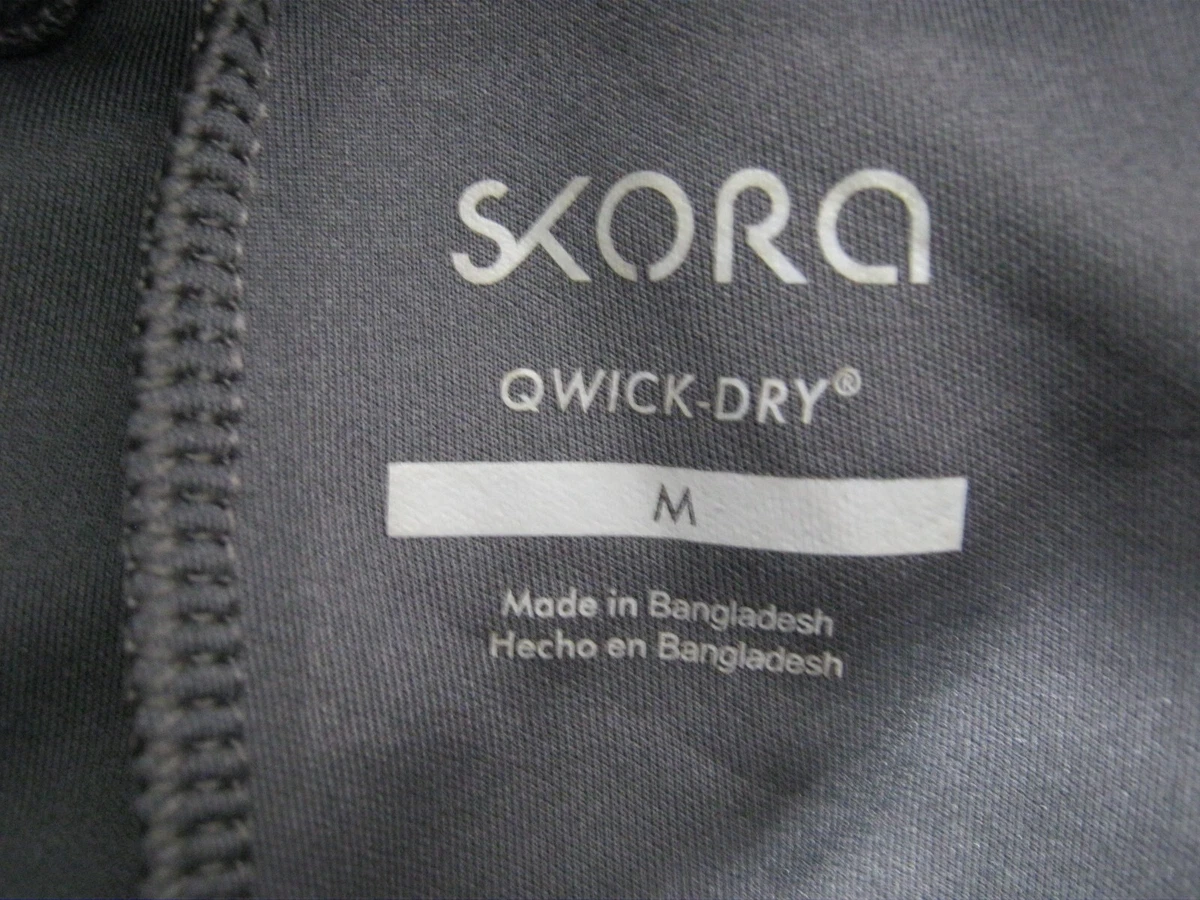 SKORA
QWICK-DRY®
M
Made in Bangladesh
Hecho en Bangladesh